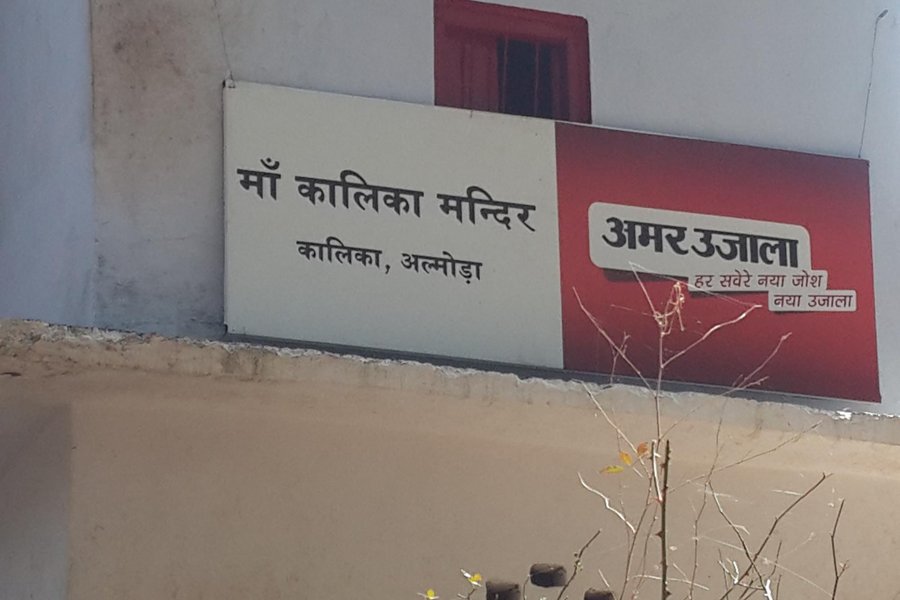 माँ कालिका मन्दिर
कालिका, अल्मोड़ा
अमर उजाला
हर सवेरे नया जोश
नया उजाला